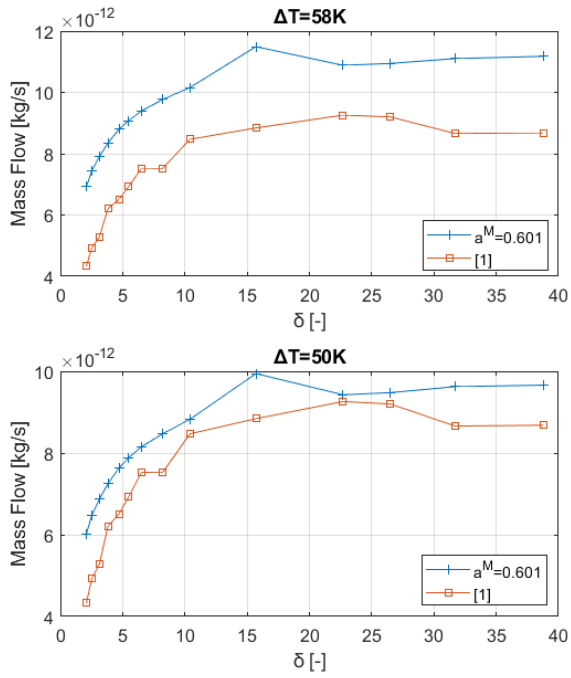 ΔT=58K
×10⁻¹²
12
10
8
6
4
Mass Flow [kg/s]
0 5 10 15 20 25 30 35 40
δ [-]
aᴹ=0.601
[1]
ΔT=50K
×10⁻¹²
10
8
6
4
Mass Flow [kg/s]
0 5 10 15 20 25 30 35 40
δ [-]
aᴹ=0.601
[1]